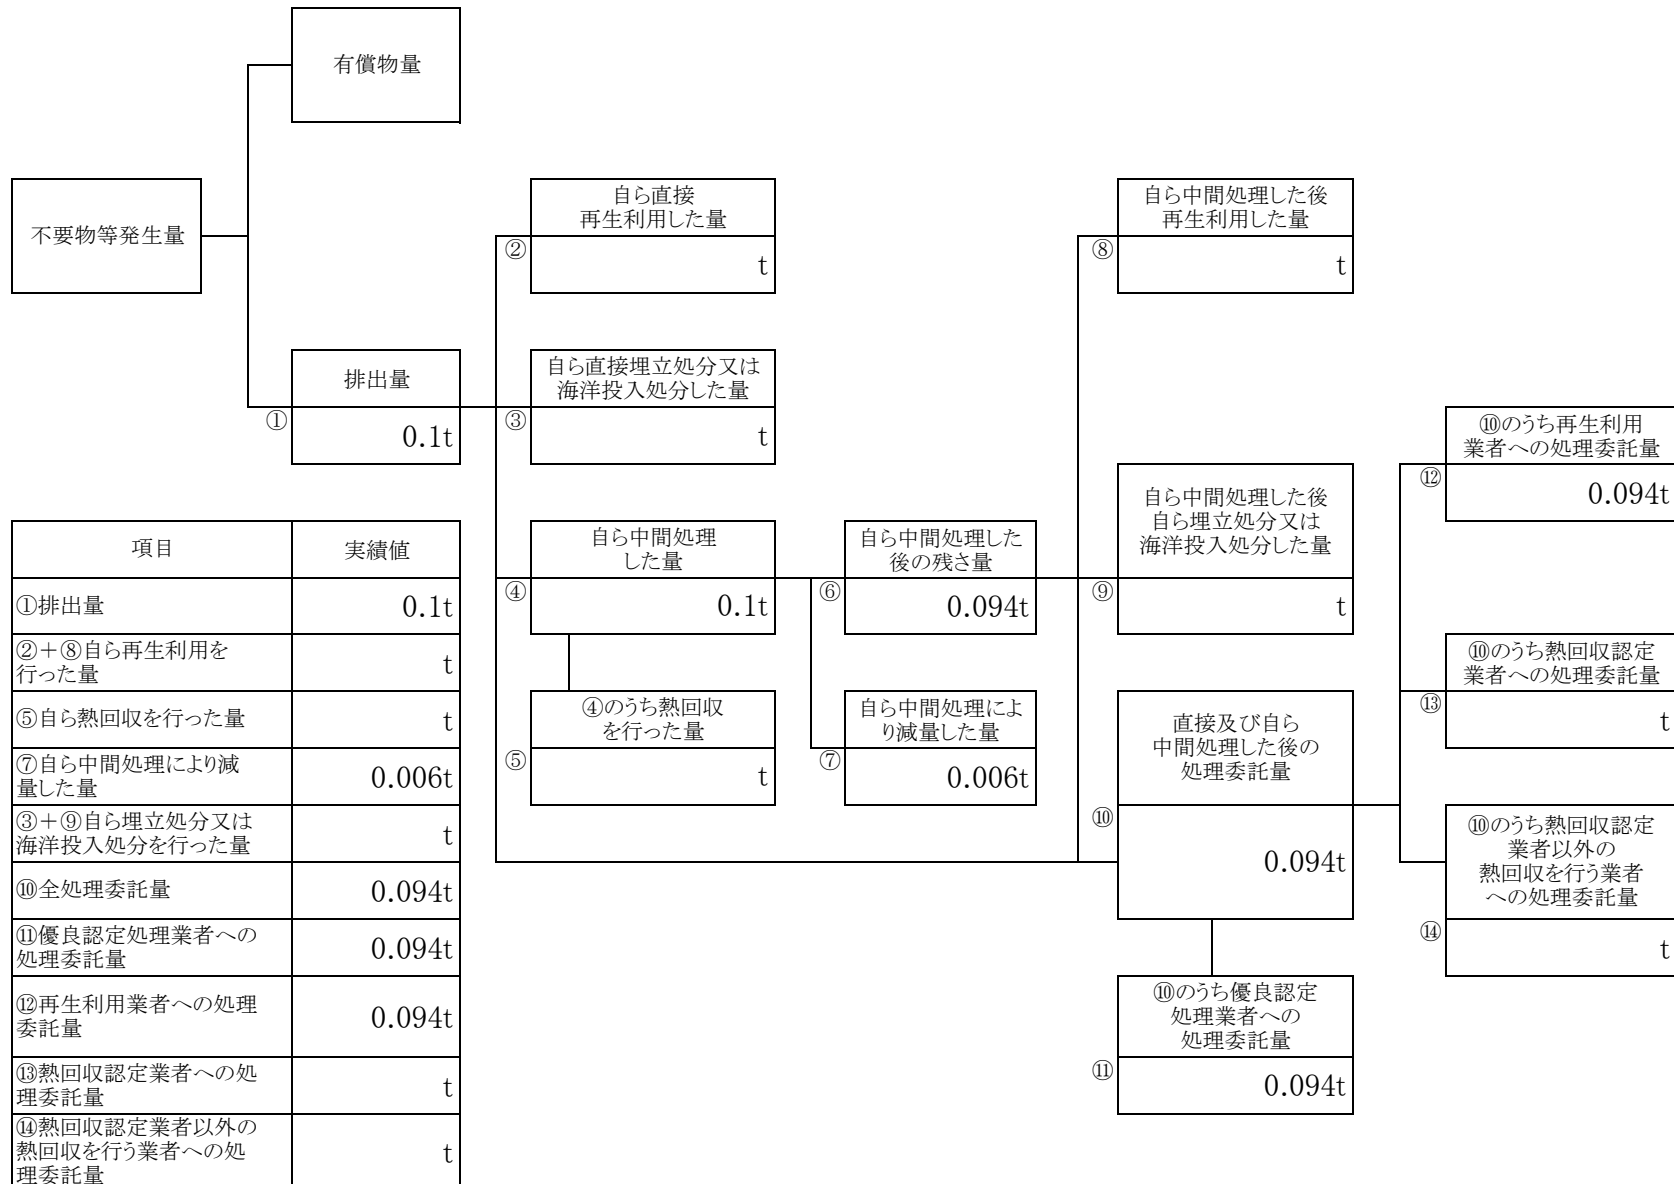 有償物量
不要物等発生量
自ら直接
再生利用した量
②
t
自ら中間処理した後
再生利用した量
⑧
t
排出量
①
0.1t
自ら直接埋立処分又は
海洋投入処分した量
③
t
⑩のうち再生利用
業者への処理委託量
⑫
0.094t
自ら中間処理
した量
④
0.1t
自ら中間処理した
後の残さ量
⑥
0.094t
自ら中間処理した後
自ら埋立処分又は
海洋投入処分した量
⑨
t
⑩のうち熱回収認定
業者への処理委託量
⑬
t
④のうち熱回収
を行った量
⑤
t
自ら中間処理によ
り減量した量
⑦
0.006t
直接及び自ら
中間処理した後の
処理委託量
⑩
0.094t
⑩のうち熱回収認定
業者以外の
熱回収を行う業者
への処理委託量
⑭
t
⑩のうち優良認定
処理業者への
処理委託量
⑪
0.094t
項目 実績値
①排出量 0.1t
②＋⑧自ら再生利用を
行った量 t
⑤自ら熱回収を行った量 t
⑦自ら中間処理により減
量した量 0.006t
③＋⑨自ら埋立処分又は
海洋投入処分を行った量 t
⑩全処理委託量 0.094t
⑪優良認定処理業者への
処理委託量 0.094t
⑫再生利用業者への処理
委託量 0.094t
⑬熱回収認定業者への処
理委託量 t
⑭熱回収認定業者以外の
熱回収を行う業者への処
理委託量 t